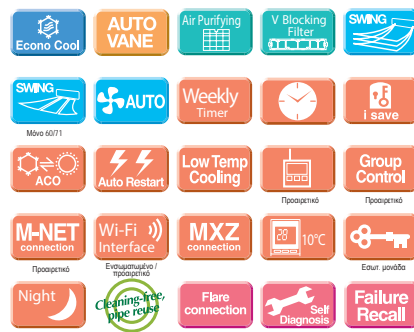 Econo Cool
AUTO
VANE
Air Purifying
V Blocking
Filter
SWING
SWING
AUTO
Weekly
Timer
i save
Μόνο 60/71
ACO
Auto Restart
Low Temp
Cooling
Group
Control
Προαιρετικό
Προαιρετικό
M-NET
connection
Wi-Fi
Interface
MXZ
connection
10°C
Προαιρετικό
Ενσωματωμένο /
προαιρετικό
Εσωτ. μονάδα
Night
Cleaning-free,
pipe reuse
Flare
connection
Self
Diagnosis
Failure
Recall